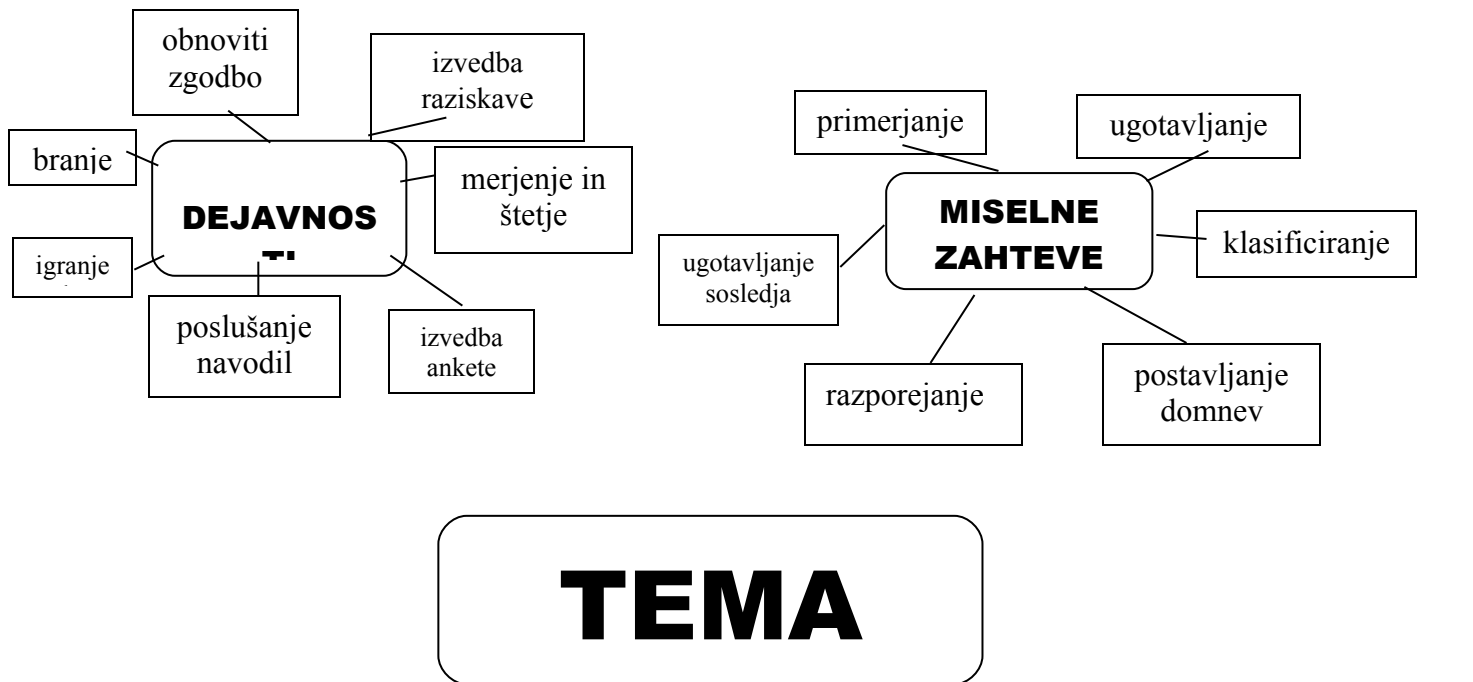 obnoviti
zgodbo
izvedba
raziskave
branje
merjenje in
štetje
DEJAVNOS
igranje
poslušanje
navodil
izvedba
ankete
primerjanje
ugotavljanje
MISELNE
ZAHTEVE
klasificiranje
ugotavljanje
sosledja
razporejanje
postavljanje
domnev
TEMA